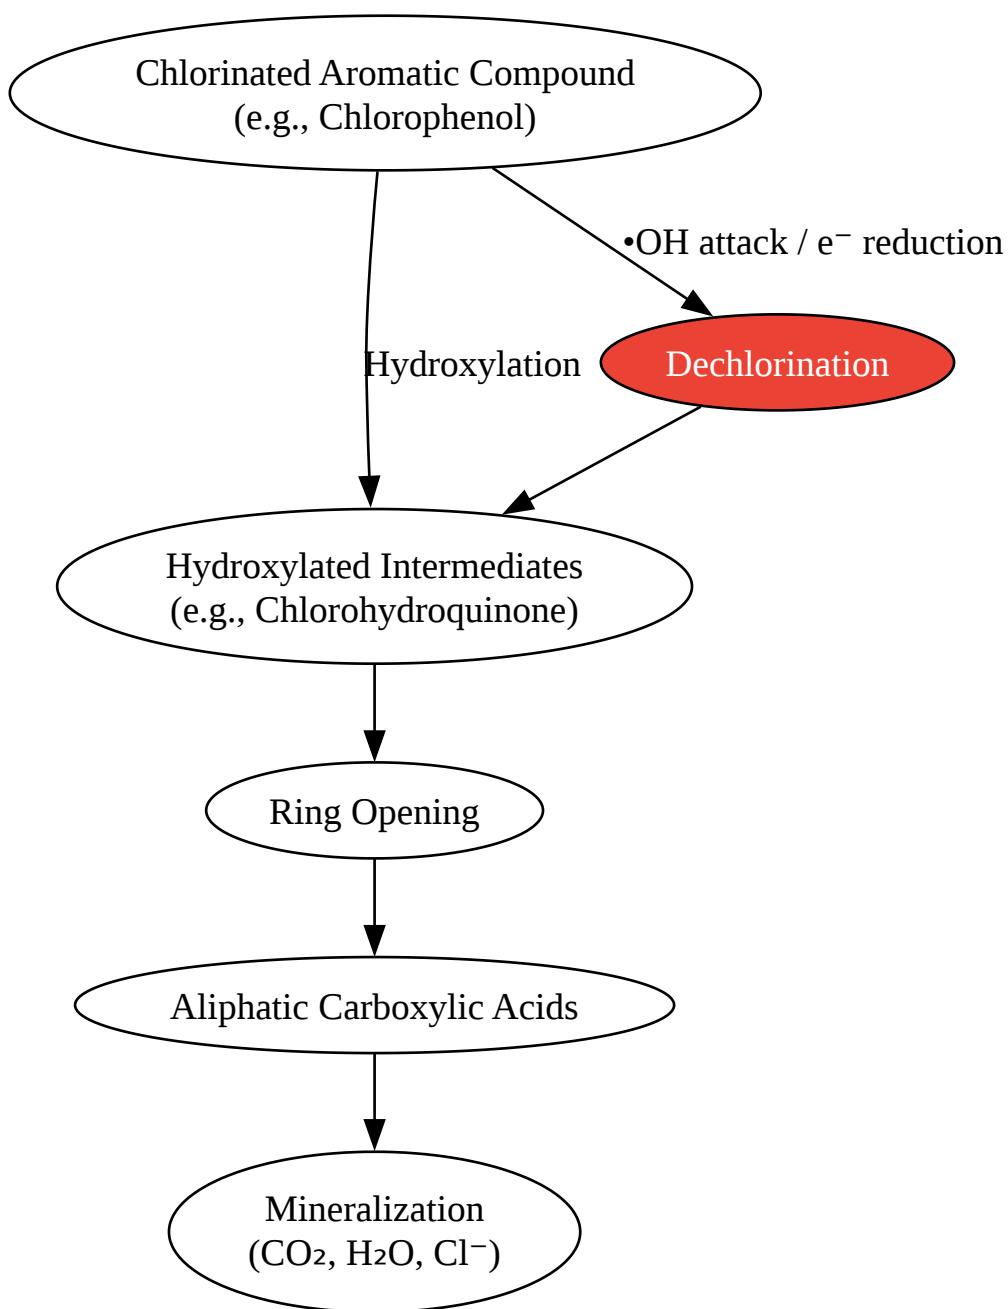 Chlorinated Aromatic Compound
(e.g., Chlorophenol)
•OH attack / e⁻ reduction
Hydroxylation
Dechlorination
Hydroxylated Intermediates
(e.g., Chlorohydroquinone)
Ring Opening
Aliphatic Carboxylic Acids
Mineralization
(CO₂, H₂O, Cl⁻)